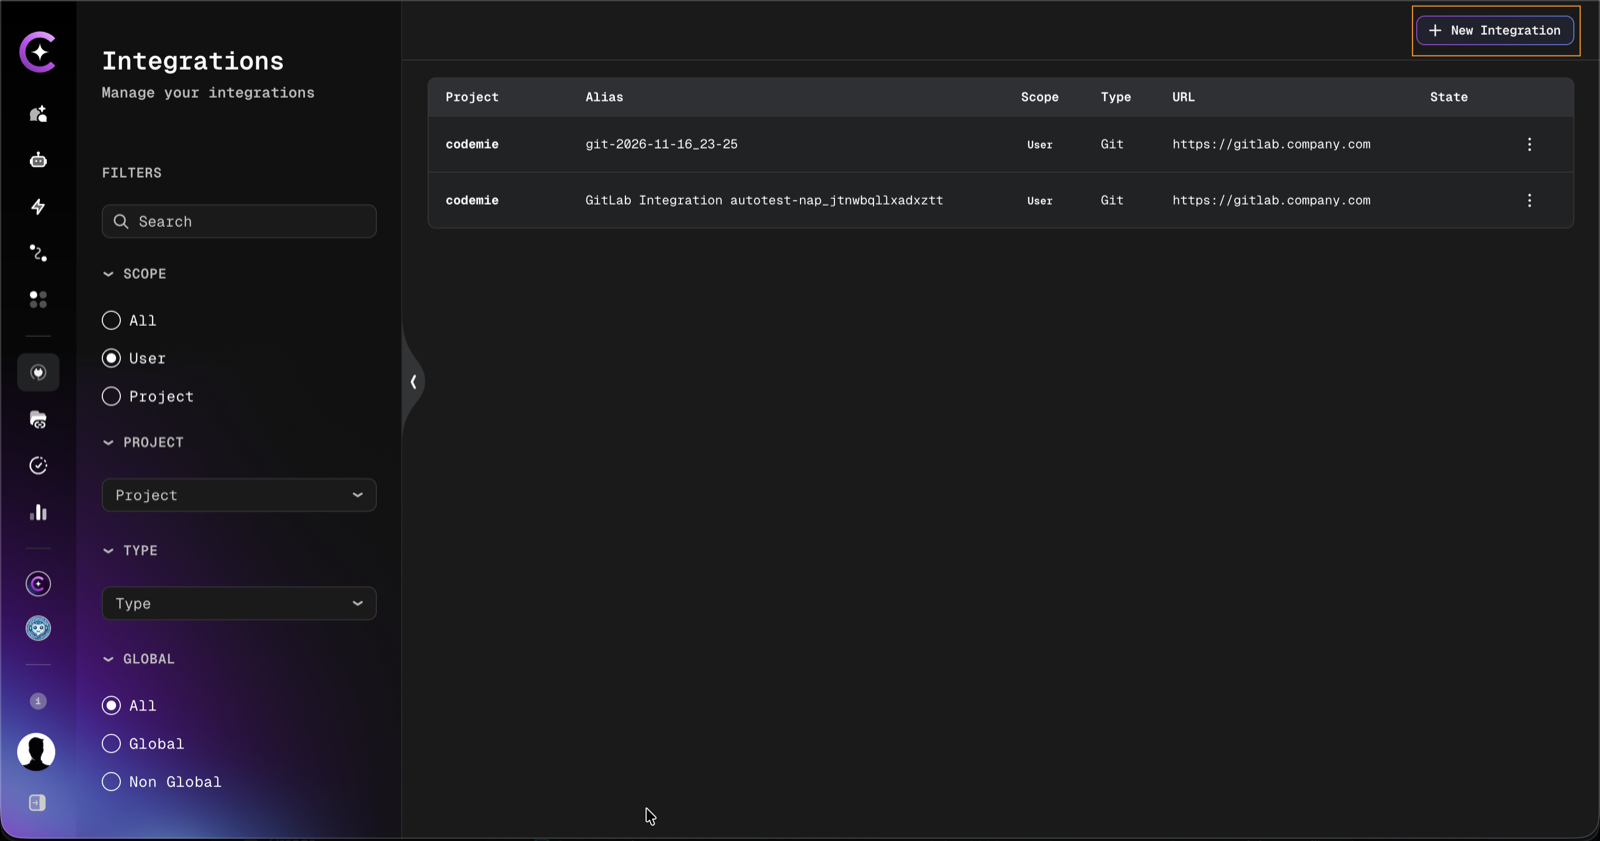 Integrations
Manage your integrations
FILTERS
Search
SCOPE
All
User
Project
PROJECT
Project
TYPE
Type
GLOBAL
All
Global
Non Global
New Integration
Project Alias Scope Type URL State
codemie git-2026-11-16_23-25 User Git https://gitlab.company.com
codemie GitLab Integration autotest-nap_jtnwbqllxadxztt User Git https://gitlab.company.com